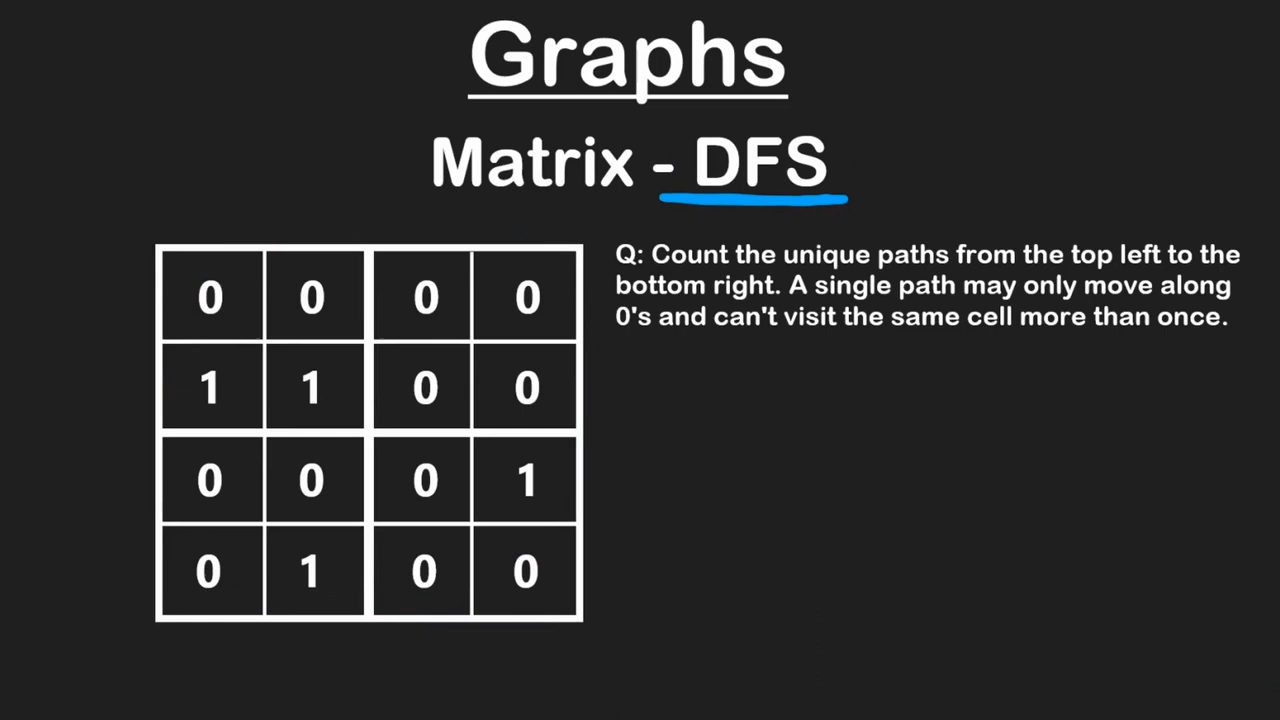 Graphs
Matrix - DFS
Q: Count the unique paths from the top left to the
bottom right. A single path may only move along
0's and can't visit the same cell more than once.
0 0 0 0
1 1 0 0
0 0 0 1
0 1 0 0